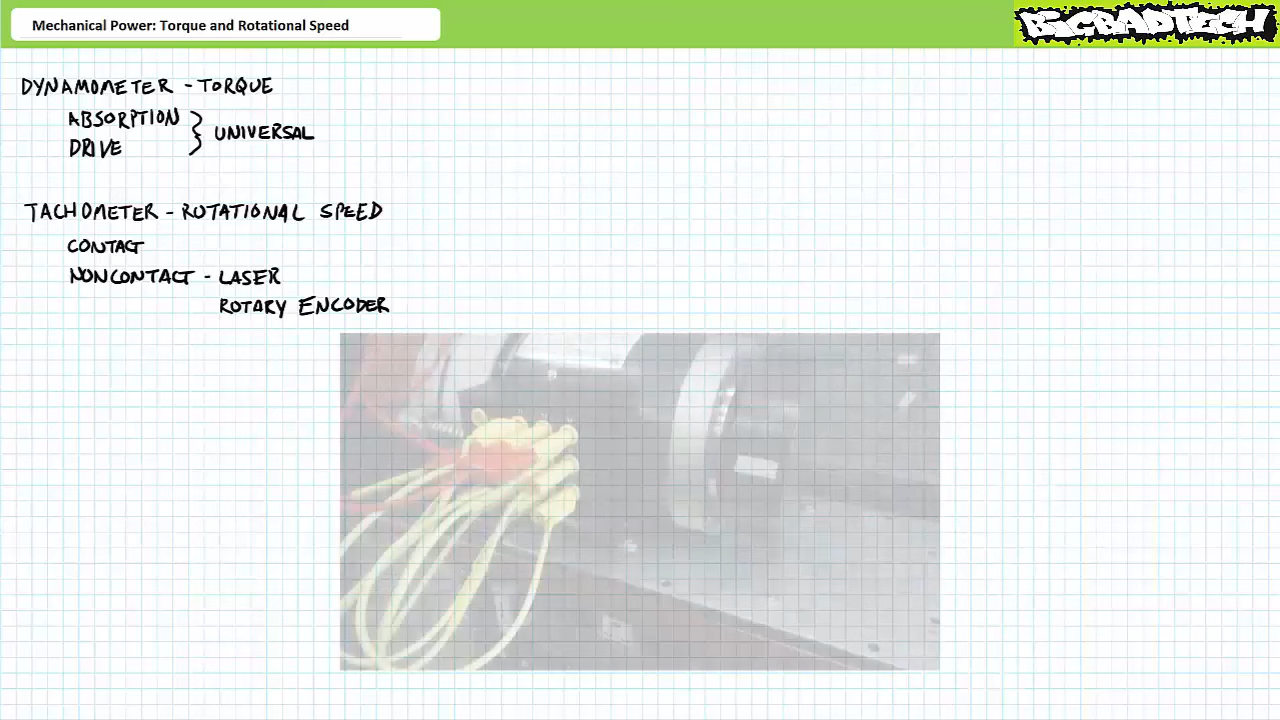 Mechanical Power: Torque and Rotational Speed
BIGBADTECH
DYNAMOMETER - TORQUE
ABSORPTION
DRIVE
} UNIVERSAL
TACHOMETER - ROTATIONAL SPEED
CONTACT
NONCONTACT - LASER
ROTARY ENCODER